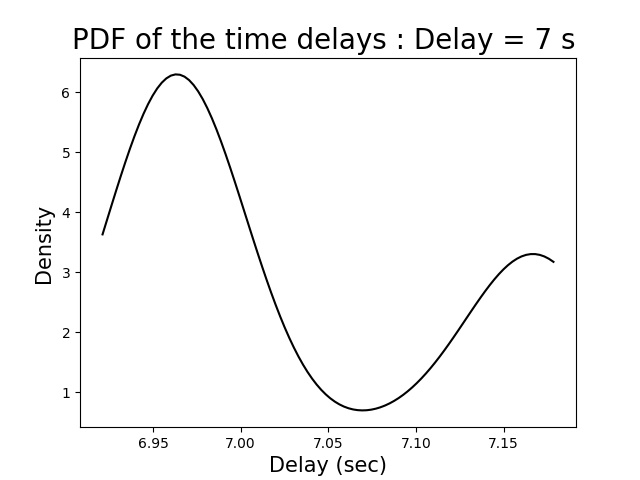 PDF of the time delays : Delay = 7 s
Density
6
5
4
3
2
1
6.95 7.00 7.05 7.10 7.15
Delay (sec)